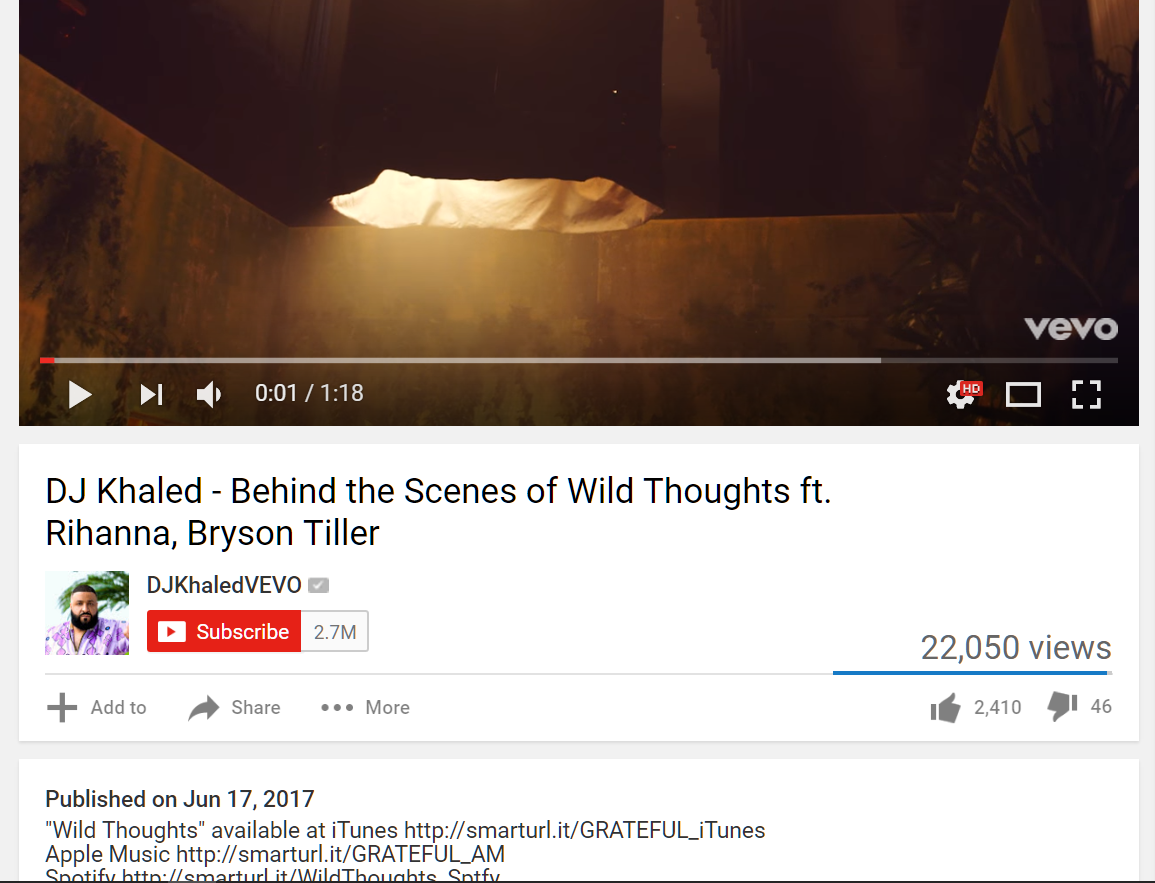 vevo
0:01 / 1:18
HD
DJ Khaled - Behind the Scenes of Wild Thoughts ft.
Rihanna, Bryson Tiller
DJKhaledVEVO
Subscribe 2.7M
22,050 views
Add to Share More 2,410 46
Published on Jun 17, 2017
"Wild Thoughts" available at iTunes http://smarturl.it/GRATEFUL_iTunes
Apple Music http://smarturl.it/GRATEFUL_AM
Spotify http://smarturl.it/WildThoughts_Sptfy